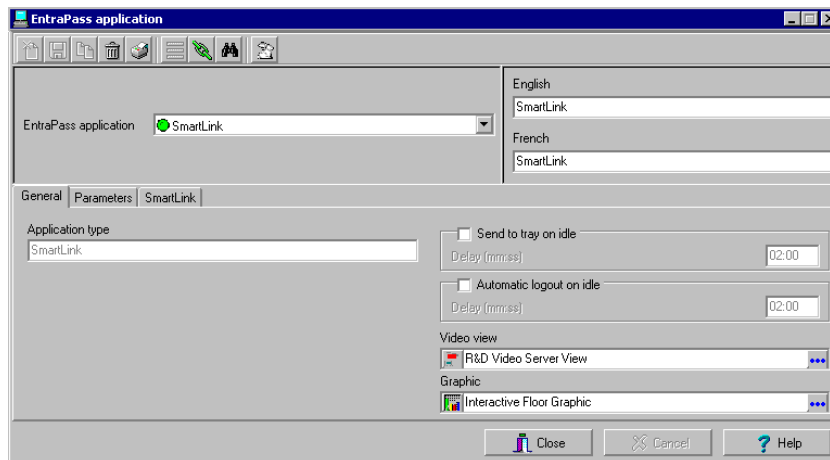 EntraPass application
English
SmartLink
EntraPass application
SmartLink
French
SmartLink
General Parameters SmartLink
Application type
SmartLink
Send to tray on idle
Delay (mm:ss) 02:00
Automatic logout on idle
Delay (mm:ss) 02:00
Video view
R&D Video Server View
Graphic
Interactive Floor Graphic
Close Cancel Help